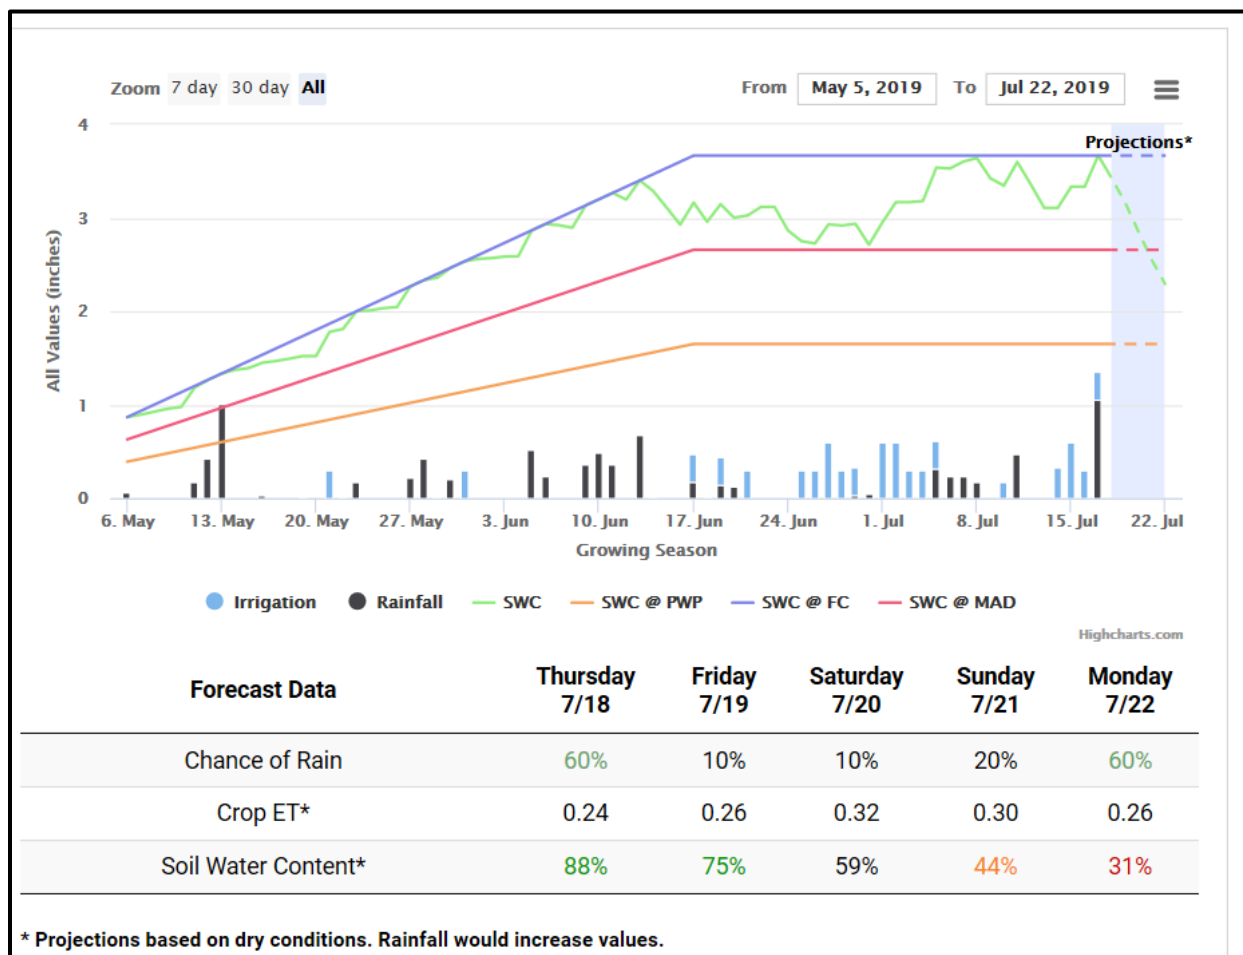 Zoom 7 day 30 day All From May 5, 2019 To Jul 22, 2019
4
Projections*
3
2
1
0
All Values (inches)
6. May 13. May 20. May 27. May 3. Jun 10. Jun 17. Jun 24. Jun 1. Jul 8. Jul 15. Jul 22. Jul
Growing Season
Irrigation Rainfall SWC SWC @ PWP SWC @ FC SWC @ MAD
Highcharts.com
Forecast Data Thursday 7/18 Friday 7/19 Saturday 7/20 Sunday 7/21 Monday 7/22
Chance of Rain 60% 10% 10% 20% 60%
Crop ET* 0.24 0.26 0.32 0.30 0.26
Soil Water Content* 88% 75% 59% 44% 31%
* Projections based on dry conditions. Rainfall would increase values.